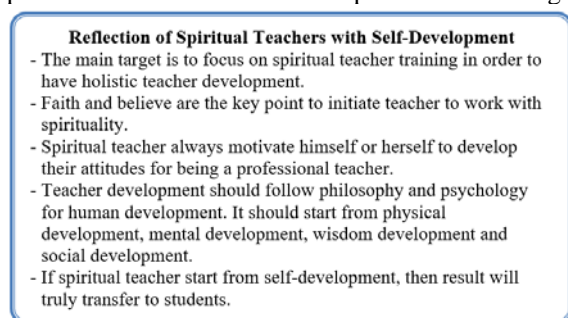 Reflection of Spiritual Teachers with Self-Development
- The main target is to focus on spiritual teacher training in order to
have holistic teacher development.
- Faith and believe are the key point to initiate teacher to work with
spirituality.
- Spiritual teacher always motivate himself or herself to develop
their attitudes for being a professional teacher.
- Teacher development should follow philosophy and psychology
for human development. It should start from physical
development, mental development, wisdom development and
social development.
- If spiritual teacher start from self-development, then result will
truly transfer to students.